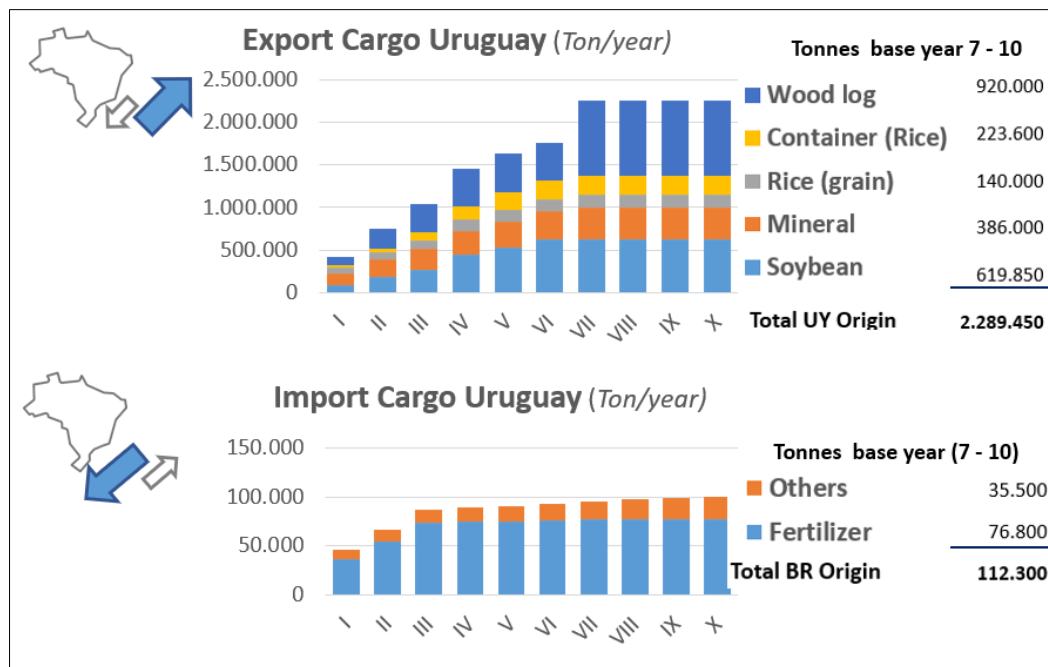 Export Cargo Uruguay (Ton/year)
Tonnes base year 7 - 10
2.500.000
2.000.000
1.500.000
1.000.000
500.000
0
I II III IV V VI VII VIII IX X
Wood log 920.000
Container (Rice) 223.600
Rice (grain) 140.000
Mineral 386.000
Soybean 619.850
Total UY Origin 2.289.450
Import Cargo Uruguay (Ton/year)
Tonnes base year (7 - 10)
150.000
100.000
50.000
0
I II III IV V VI VII VIII IX X
Others 35.500
Fertilizer 76.800
Total BR Origin 112.300